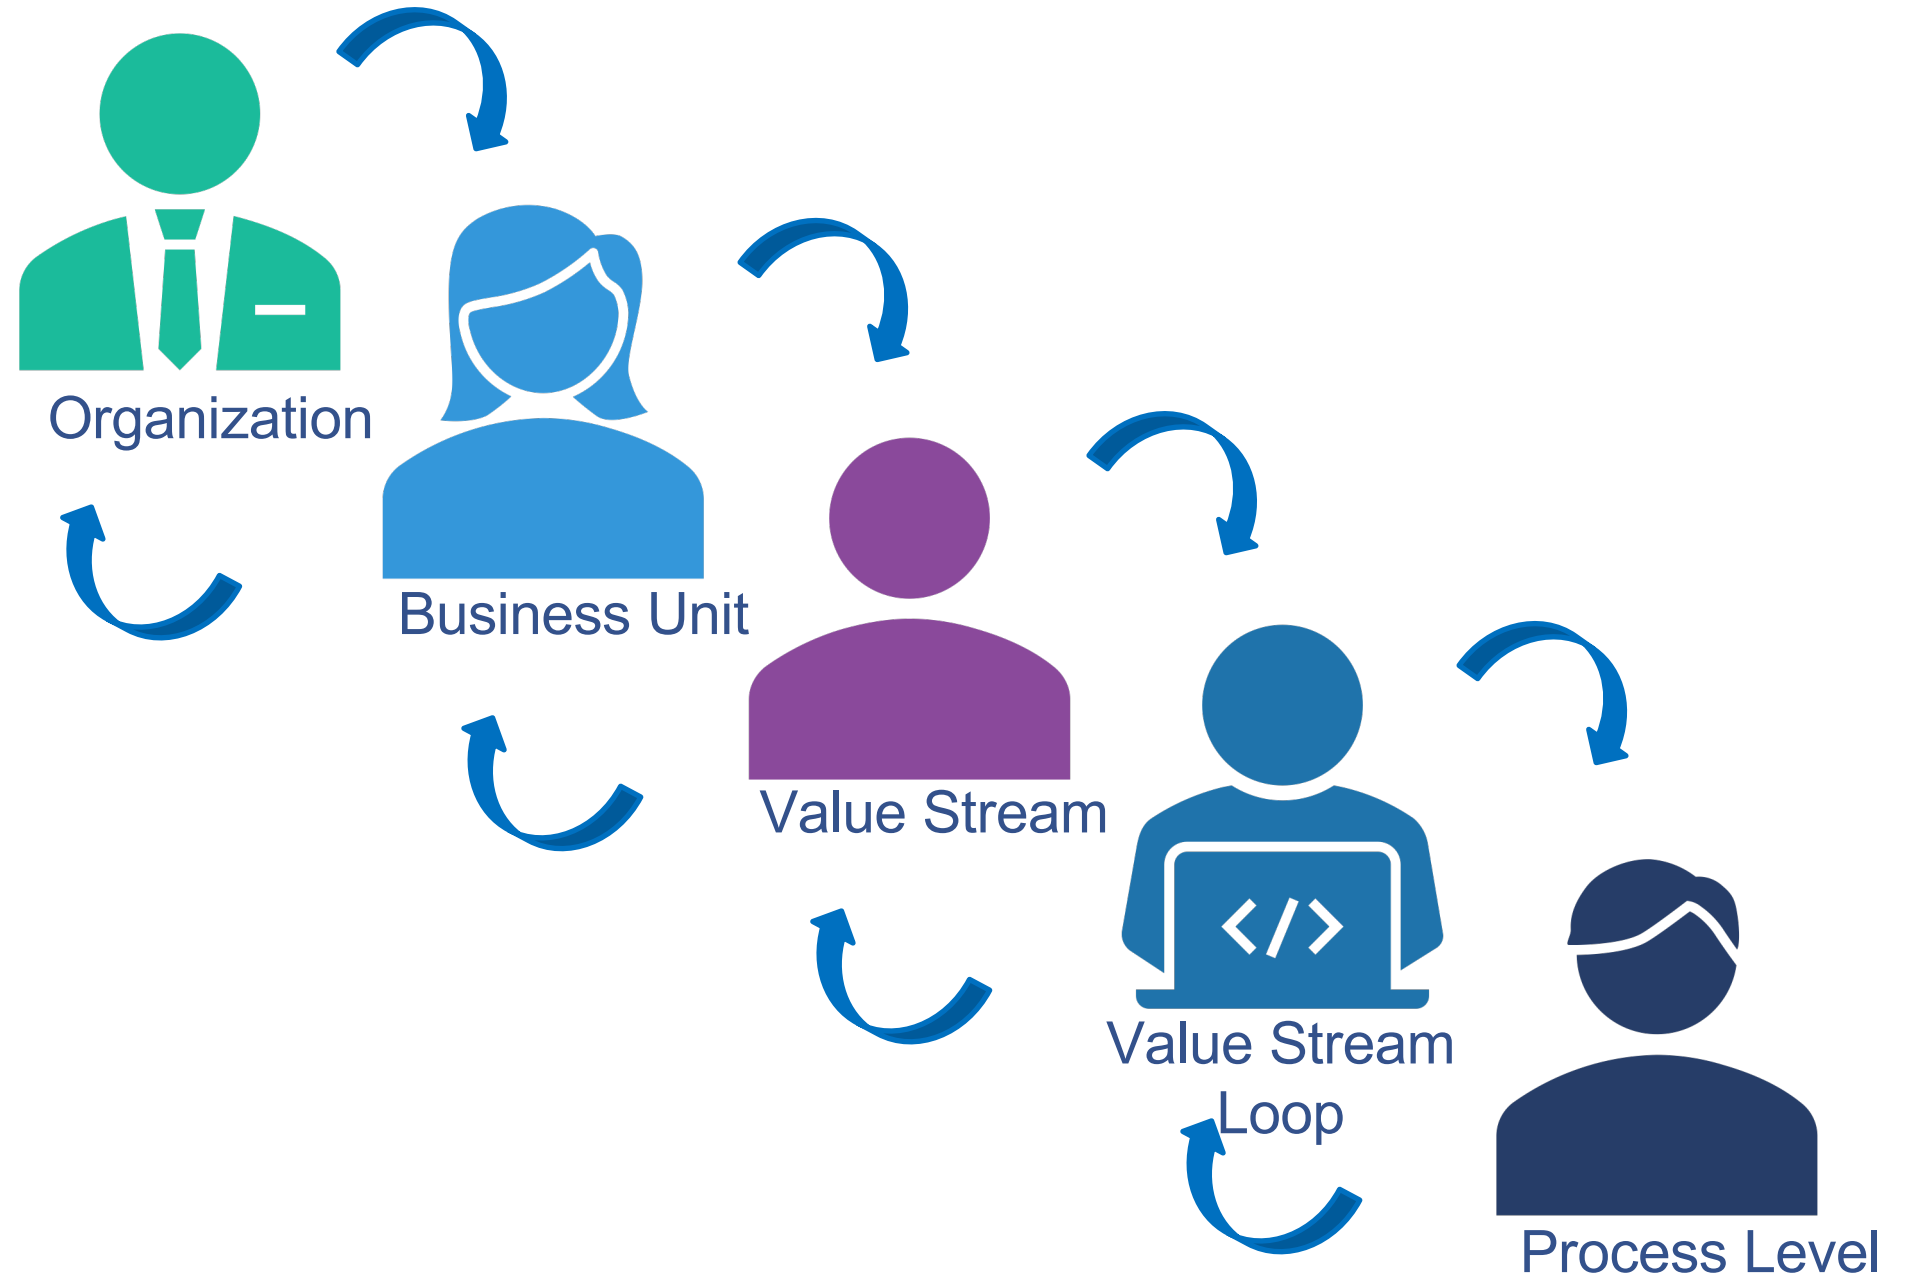 Organization
Business Unit
Value Stream
</>
Value Stream
Loop
Process Level